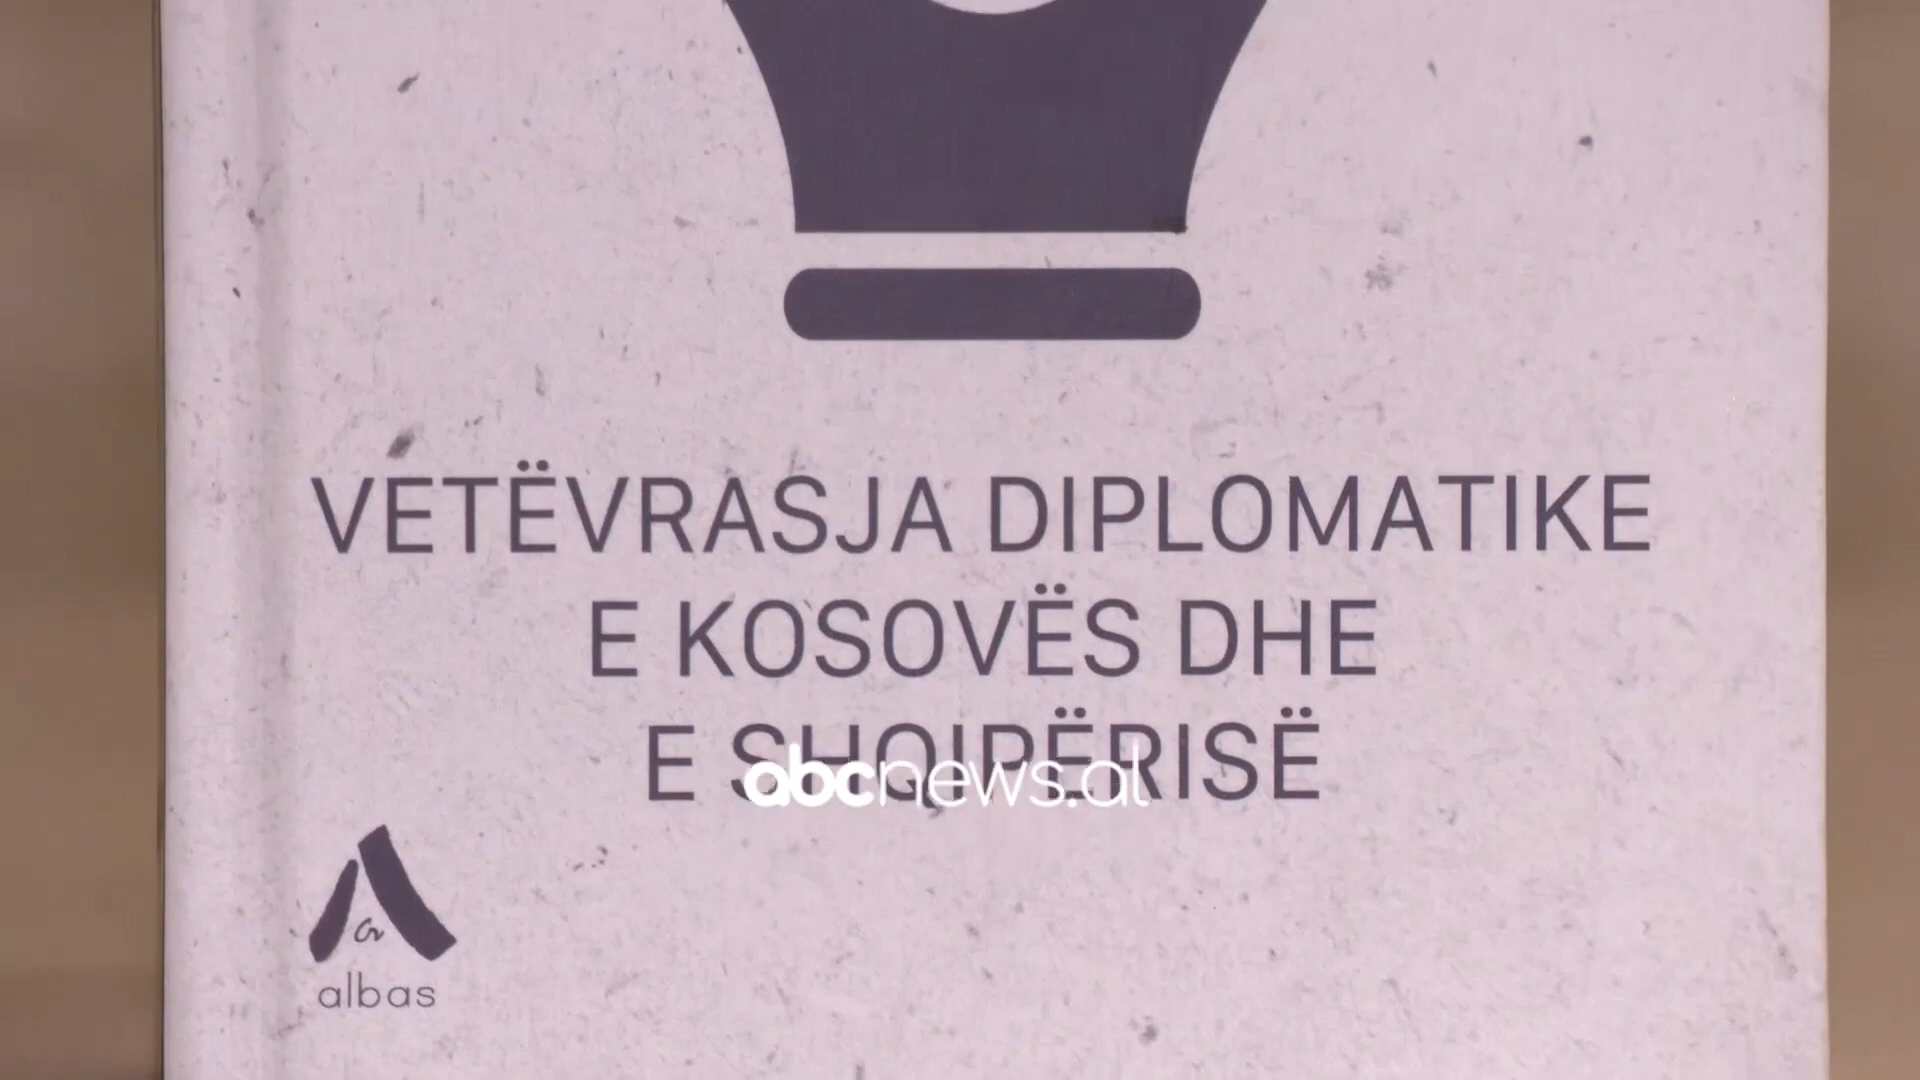 VETËVRASJA DIPLOMATIKE
E KOSOVËS DHE
E SHQIPËRISË
abcnews.al
albas